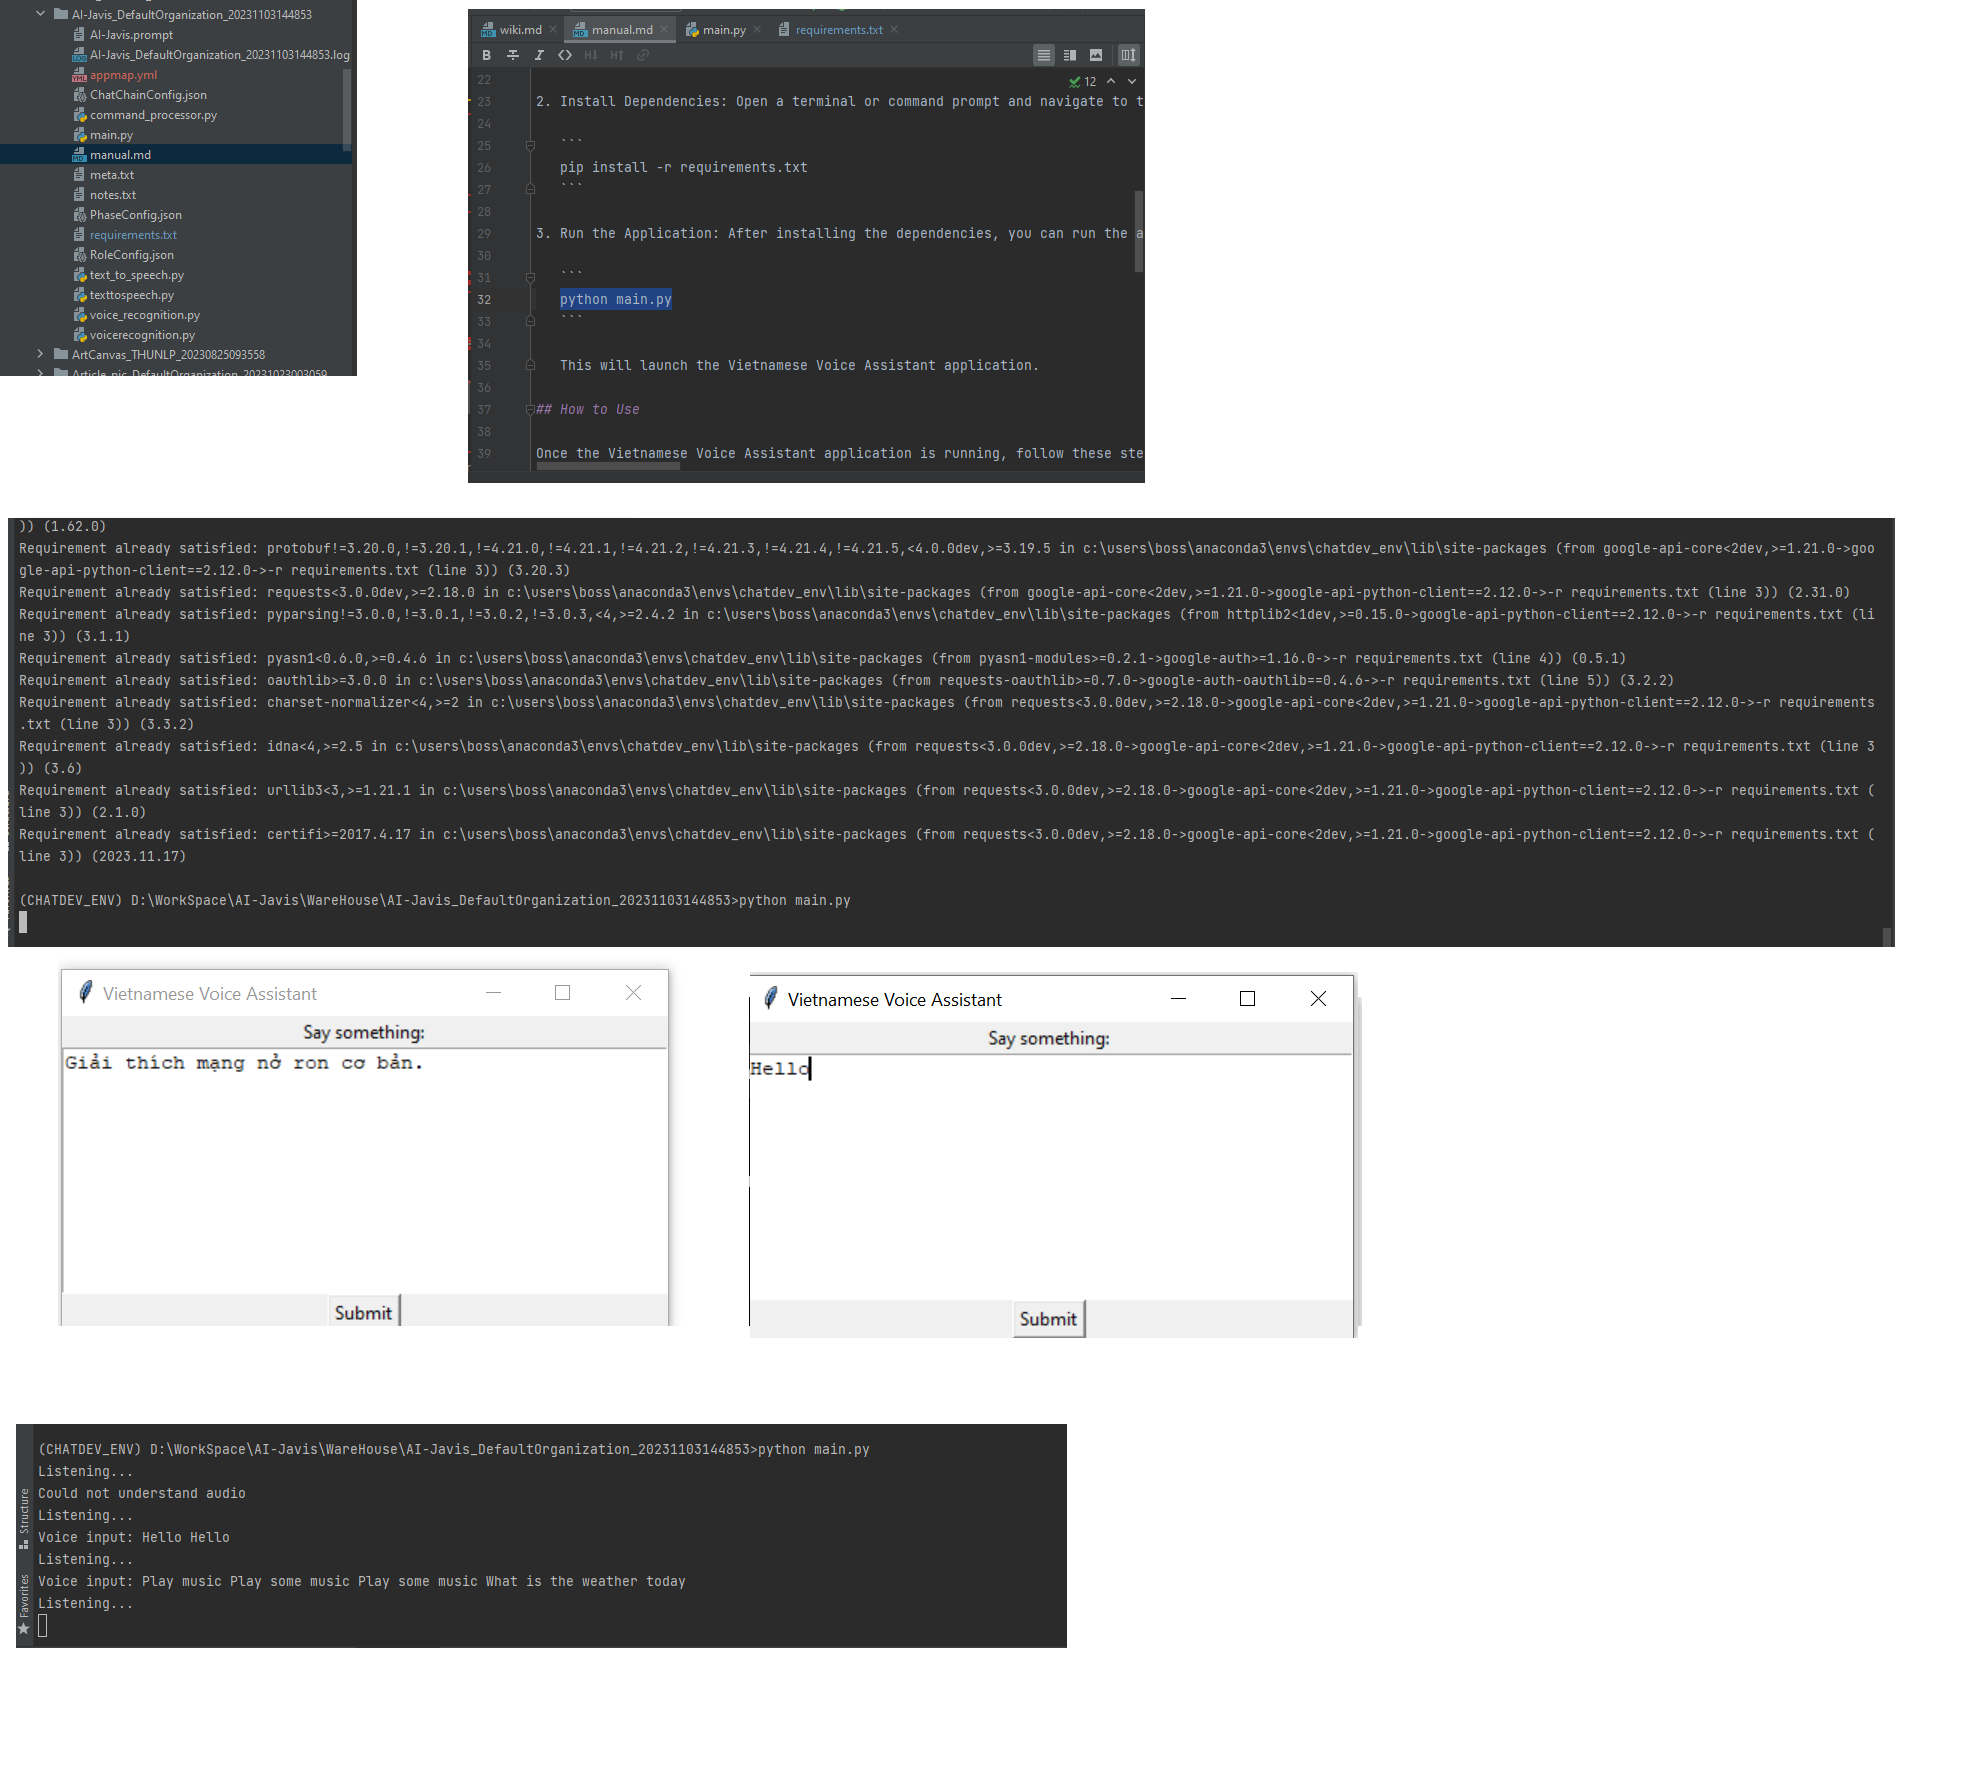 AI-Javis_DefaultOrganization_20231103144853
AI-Javis.prompt
AI-Javis_DefaultOrganization_20231103144853.log
appmap.yml
ChatChainConfig.json
command_processor.py
main.py
manual.md
meta.txt
notes.txt
PhaseConfig.json
requirements.txt
RoleConfig.json
text_to_speech.py
texttospeech.py
voice_recognition.py
voicerecognition.py
ArtCanvas_THUNLP_20230825093558
Article_pic_DefaultOrganization_20231023003059
wiki.md manual.md main.py requirements.txt
B I <> H↓ H↑
12
22
23 2. Install Dependencies: Open a terminal or command prompt and navigate to t
24
25 ```
26 pip install -r requirements.txt
27 ```
28
29 3. Run the Application: After installing the dependencies, you can run the a
30
31 ```
32 python main.py
33 ```
34
35 This will launch the Vietnamese Voice Assistant application.
36
37 ## How to Use
38
39 Once the Vietnamese Voice Assistant application is running, follow these ste
)) (1.62.0)
Requirement already satisfied: protobuf!=3.20.0,!=3.20.1,!=4.21.0,!=4.21.1,!=4.21.2,!=4.21.3,!=4.21.4,!=4.21.5,<4.0.0dev,>=3.19.5 in c:\users\boss\anaconda3\envs\chatdev_env\lib\site-packages (from google-api-core<2dev,>=1.21.0->goo
gle-api-python-client==2.12.0->-r requirements.txt (line 3)) (3.20.3)
Requirement already satisfied: requests<3.0.0dev,>=2.18.0 in c:\users\boss\anaconda3\envs\chatdev_env\lib\site-packages (from google-api-core<2dev,>=1.21.0->google-api-python-client==2.12.0->-r requirements.txt (line 3)) (2.31.0)
Requirement already satisfied: pyparsing!=3.0.0,!=3.0.1,!=3.0.2,!=3.0.3,<4,>=2.4.2 in c:\users\boss\anaconda3\envs\chatdev_env\lib\site-packages (from httplib2<1dev,>=0.15.0->google-api-python-client==2.12.0->-r requirements.txt (li
ne 3)) (3.1.1)
Requirement already satisfied: pyasn1<0.6.0,>=0.4.6 in c:\users\boss\anaconda3\envs\chatdev_env\lib\site-packages (from pyasn1-modules>=0.2.1->google-auth>=1.16.0->-r requirements.txt (line 4)) (0.5.1)
Requirement already satisfied: oauthlib>=3.0.0 in c:\users\boss\anaconda3\envs\chatdev_env\lib\site-packages (from requests-oauthlib>=0.7.0->google-auth-oauthlib==0.4.6->-r requirements.txt (line 5)) (3.2.2)
Requirement already satisfied: charset-normalizer<4,>=2 in c:\users\boss\anaconda3\envs\chatdev_env\lib\site-packages (from requests<3.0.0dev,>=2.18.0->google-api-core<2dev,>=1.21.0->google-api-python-client==2.12.0->-r requirements
.txt (line 3)) (3.3.2)
Requirement already satisfied: idna<4,>=2.5 in c:\users\boss\anaconda3\envs\chatdev_env\lib\site-packages (from requests<3.0.0dev,>=2.18.0->google-api-core<2dev,>=1.21.0->google-api-python-client==2.12.0->-r requirements.txt (line 3
)) (3.6)
Requirement already satisfied: urllib3<3,>=1.21.1 in c:\users\boss\anaconda3\envs\chatdev_env\lib\site-packages (from requests<3.0.0dev,>=2.18.0->google-api-core<2dev,>=1.21.0->google-api-python-client==2.12.0->-r requirements.txt (
line 3)) (2.1.0)
Requirement already satisfied: certifi>=2017.4.17 in c:\users\boss\anaconda3\envs\chatdev_env\lib\site-packages (from requests<3.0.0dev,>=2.18.0->google-api-core<2dev,>=1.21.0->google-api-python-client==2.12.0->-r requirements.txt (
line 3)) (2023.11.17)
(CHATDEV_ENV) D:\WorkSpace\AI-Javis\WareHouse\AI-Javis_DefaultOrganization_20231103144853>python main.py
Vietnamese Voice Assistant
Say something:
Giải thích mạng nở ron cơ bản.
Submit
Vietnamese Voice Assistant
Say something:
Hello
Submit
(CHATDEV_ENV) D:\WorkSpace\AI-Javis\WareHouse\AI-Javis_DefaultOrganization_20231103144853>python main.py
Listening...
Could not understand audio
Listening...
Voice input: Hello Hello
Listening...
Voice input: Play music Play some music Play some music What is the weather today
Listening...
Structure
Favorites